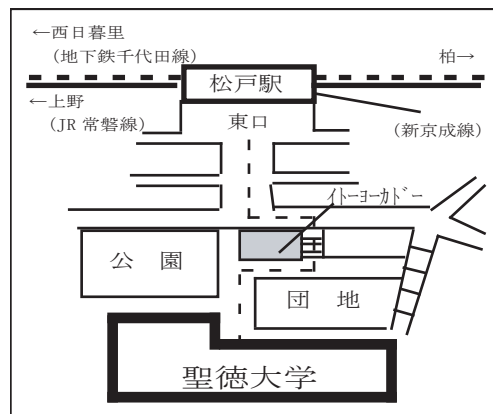 ←西日暮里
(地下鉄千代田線)
柏→
松戸駅
←上野
(JR 常磐線)
東口
(新京成線)
イトーヨーカドー
公 園
団 地
聖徳大学